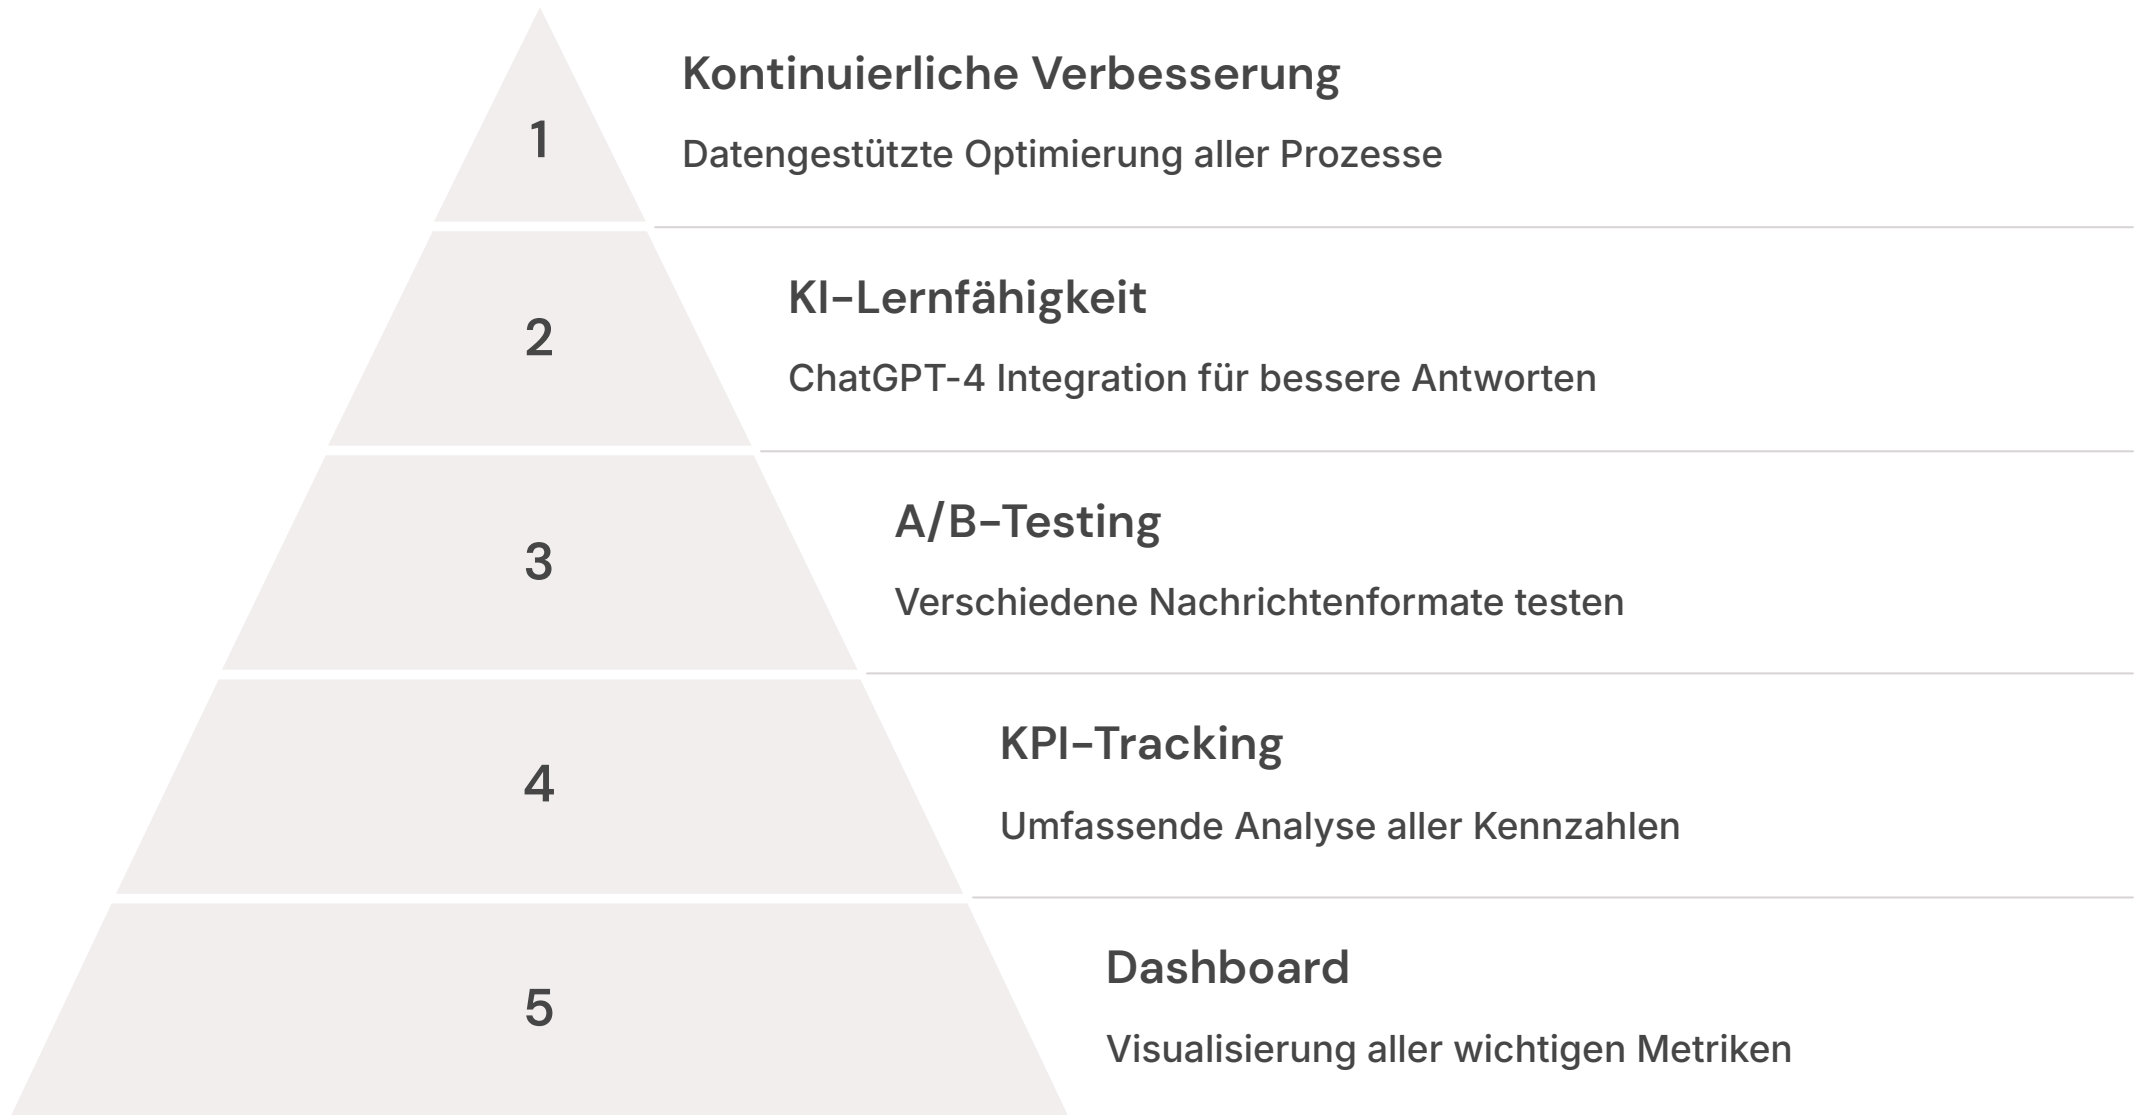 1
Kontinuierliche Verbesserung
Datengestützte Optimierung aller Prozesse
2
KI-Lernfähigkeit
ChatGPT-4 Integration für bessere Antworten
3
A/B-Testing
Verschiedene Nachrichtenformate testen
4
KPI-Tracking
Umfassende Analyse aller Kennzahlen
5
Dashboard
Visualisierung aller wichtigen Metriken